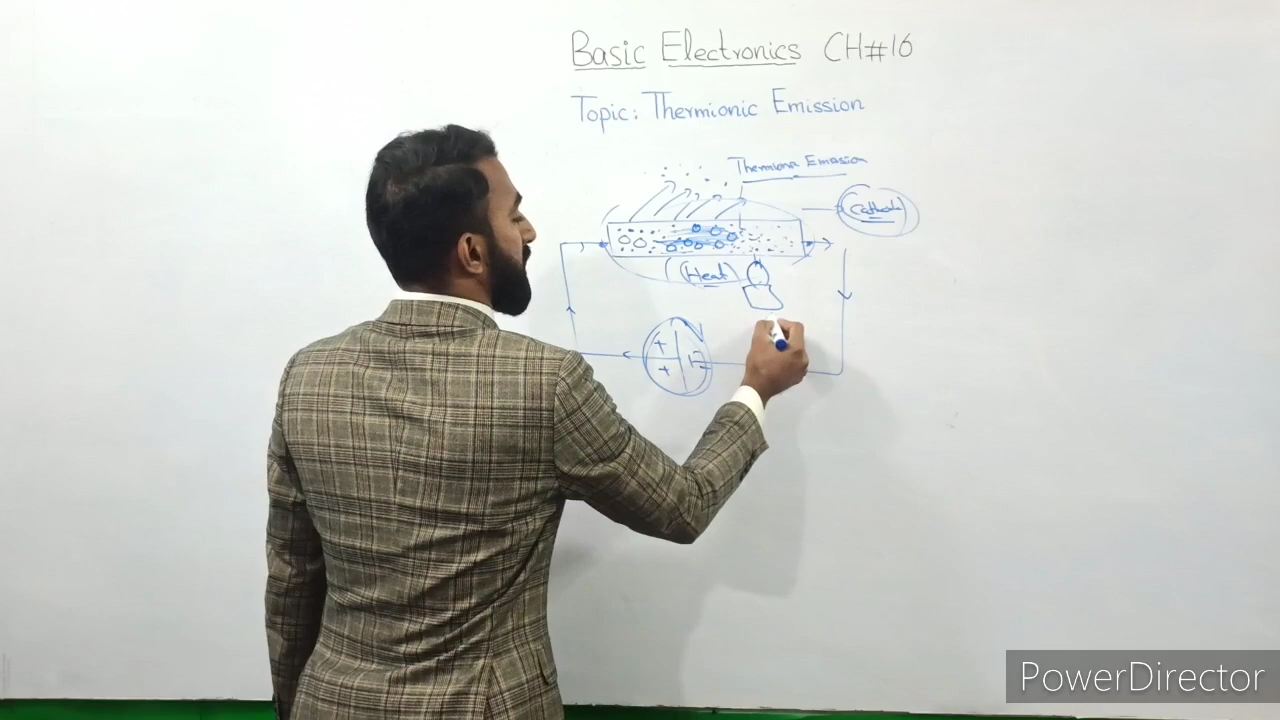 Basic Electronics CH#16
Topic: Thermionic Emission
Thermionic Emission
Cathode
(Heat)
+
+
PowerDirector